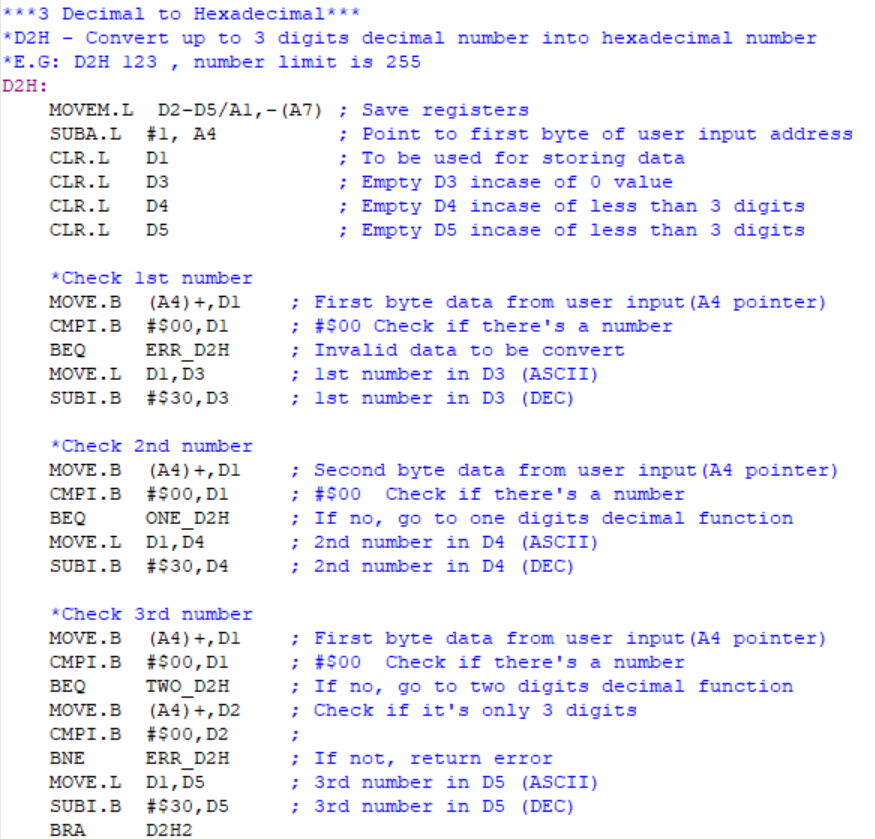 ***3 Decimal to Hexadecimal***
*D2H - Convert up to 3 digits decimal number into hexadecimal number
*E.G: D2H 123 , number limit is 255
D2H:
    MOVEM.L  D2-D5/A1,-(A7) ; Save registers
    SUBA.L  #1, A4          ; Point to first byte of user input address
    CLR.L   D1              ; To be used for storing data
    CLR.L   D3              ; Empty D3 incase of 0 value
    CLR.L   D4              ; Empty D4 incase of less than 3 digits
    CLR.L   D5              ; Empty D5 incase of less than 3 digits
    *Check 1st number
    MOVE.B  (A4)+,D1    ; First byte data from user input(A4 pointer)
    CMPI.B  #$00,D1     ; #$00 Check if there's a number
    BEQ     ERR_D2H     ; Invalid data to be convert
    MOVE.L  D1,D3       ; 1st number in D3 (ASCII)
    SUBI.B  #$30,D3     ; 1st number in D3 (DEC)
    *Check 2nd number
    MOVE.B  (A4)+,D1    ; Second byte data from user input(A4 pointer)
    CMPI.B  #$00,D1     ; #$00  Check if there's a number
    BEQ     ONE_D2H     ; If no, go to one digits decimal function
    MOVE.L  D1,D4       ; 2nd number in D4 (ASCII)
    SUBI.B  #$30,D4     ; 2nd number in D4 (DEC)
    *Check 3rd number
    MOVE.B  (A4)+,D1    ; First byte data from user input(A4 pointer)
    CMPI.B  #$00,D1     ; #$00  Check if there's a number
    BEQ     TWO_D2H     ; If no, go to two digits decimal function
    MOVE.B  (A4)+,D2    ; Check if it's only 3 digits
    CMPI.B  #$00,D2     ;
    BNE     ERR_D2H     ; If not, return error
    MOVE.L  D1,D5       ; 3rd number in D5 (ASCII)
    SUBI.B  #$30,D5     ; 3rd number in D5 (DEC)
    BRA     D2H2